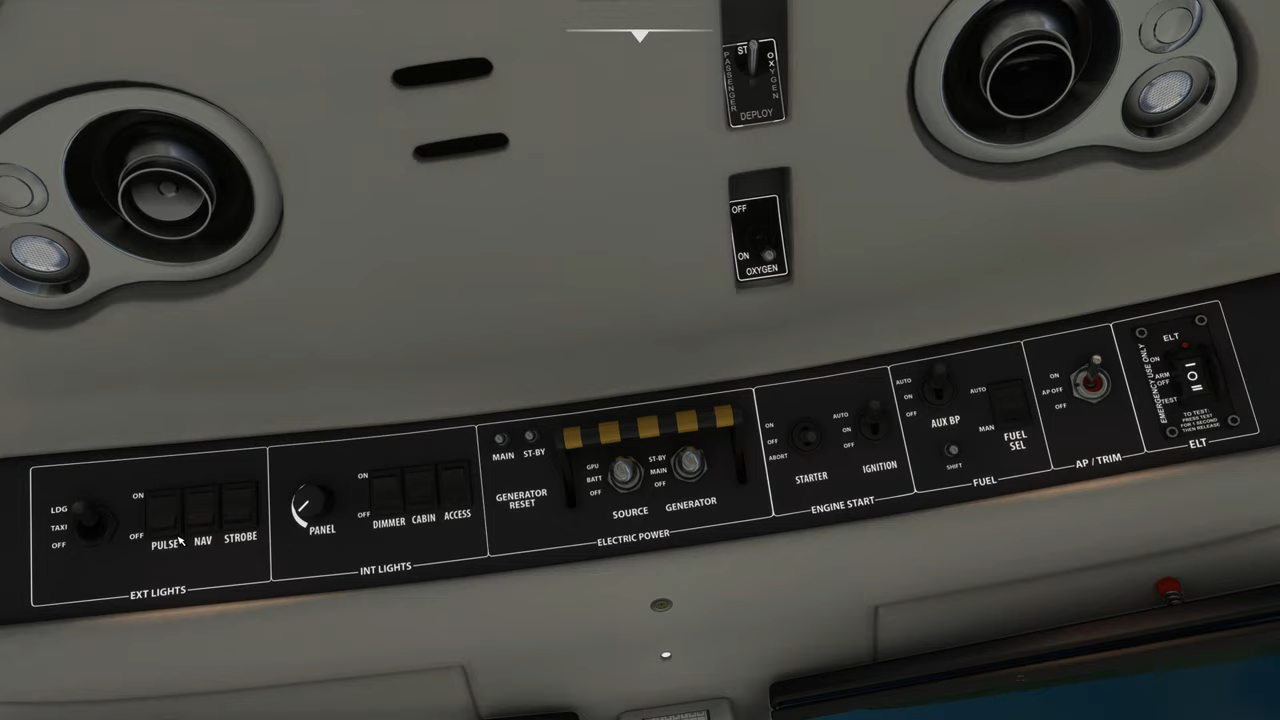 ST
PASSENGER
OXYGEN
DEPLOY
OFF
ON
OXYGEN
LDG
TAXI
OFF
ON
OFF
PULSE
NAV
STROBE
EXT LIGHTS
PANEL
ON
OFF
DIMMER
CABIN
ACCESS
INT LIGHTS
MAIN
ST-BY
GENERATOR
RESET
GPU
BATT
OFF
SOURCE
ST-BY
MAIN
OFF
GENERATOR
ELECTRIC POWER
ON
OFF
ABORT
STARTER
AUTO
ON
OFF
IGNITION
ENGINE START
AUTO
ON
OFF
AUX BP
SHIFT
AUTO
MAN
FUEL
SEL
FUEL
ON
AP OFF
OFF
AP / TRIM
EMERGENCY USE ONLY
ELT
ON
ARM
OFF
TEST
TO TEST:
PRESS TEST
FOR 1 SECOND
THEN RELEASE
ELT